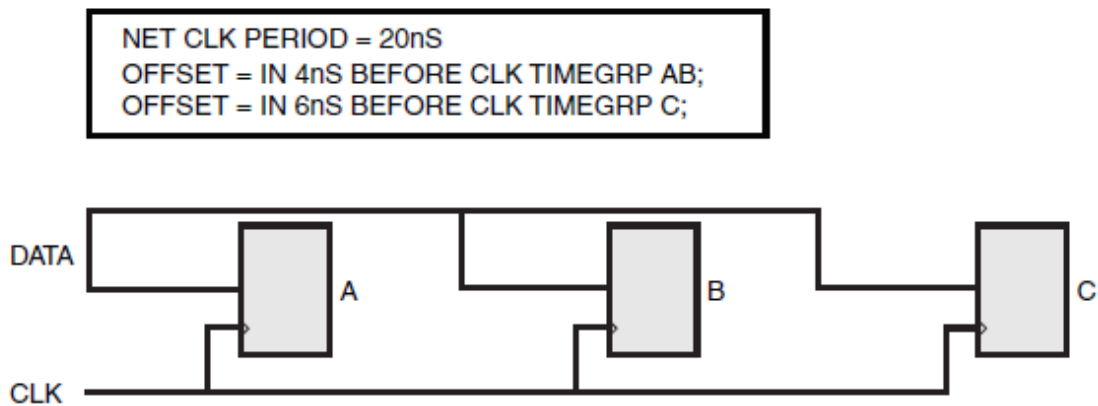 NET CLK PERIOD = 20nS
OFFSET = IN 4nS BEFORE CLK TIMEGRP AB;
OFFSET = IN 6nS BEFORE CLK TIMEGRP C;
DATA
A
B
C
CLK